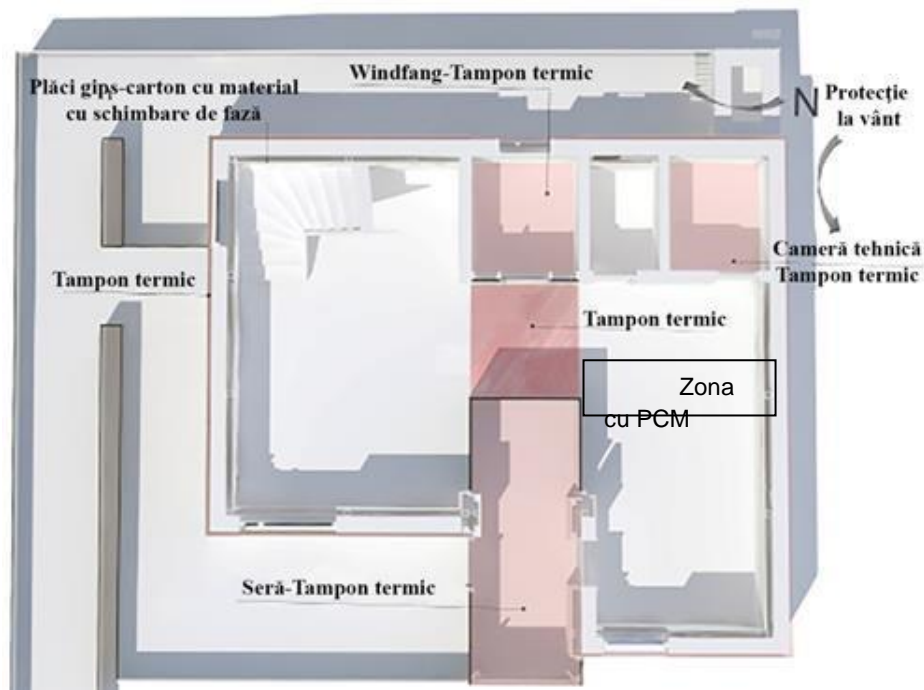 Windfang-Tampon termic
Plăci gips-carton cu material
cu schimbare de fază
N
Protecție
la vânt
Cameră tehnică
Tampon termic
Tampon termic
Tampon termic
Zona
cu PCM
Seră-Tampon termic